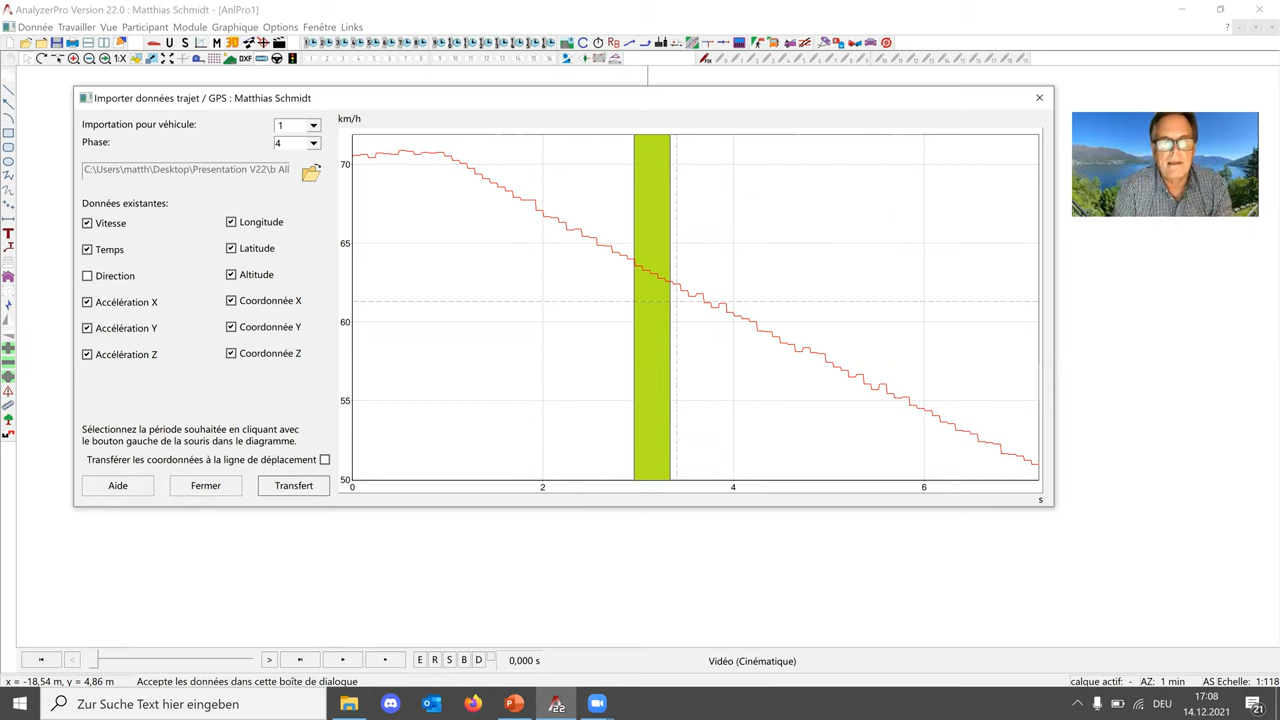 AnalyzerPro Version 22.0 : Matthias Schmidt - [AnlPro1]
Donnée Travailler Vue Participant Module Graphique Options Fenêtre Links ?
U S M 3D R B
1:X DXF
Importer données trajet / GPS : Matthias Schmidt
Importation pour véhicule: 1
Phase: 4
C:\Users\matth\Desktop\Presentation V22\b All
Données existantes:
Vitesse Longitude
Temps Latitude
Direction Altitude
Accélération X Coordonnée X
Accélération Y Coordonnée Y
Accélération Z Coordonnée Z
Sélectionnez la période souhaitée en cliquant avec
le bouton gauche de la souris dans le diagramme.
Transférer les coordonnées à la ligne de déplacement
Aide Fermer Transfert
km/h
70
65
60
55
50
0 2 4 6
s
E R S B D 0,000 s Vidéo (Cinématique)
x = -18,54 m, y = 4,86 m Accepte les données dans cette boîte de dialogue calque actif: - AZ: 1 min AS Echelle: 1:118
Zur Suche Text hier eingeben
22
DEU
17:08
14.12.2021
21